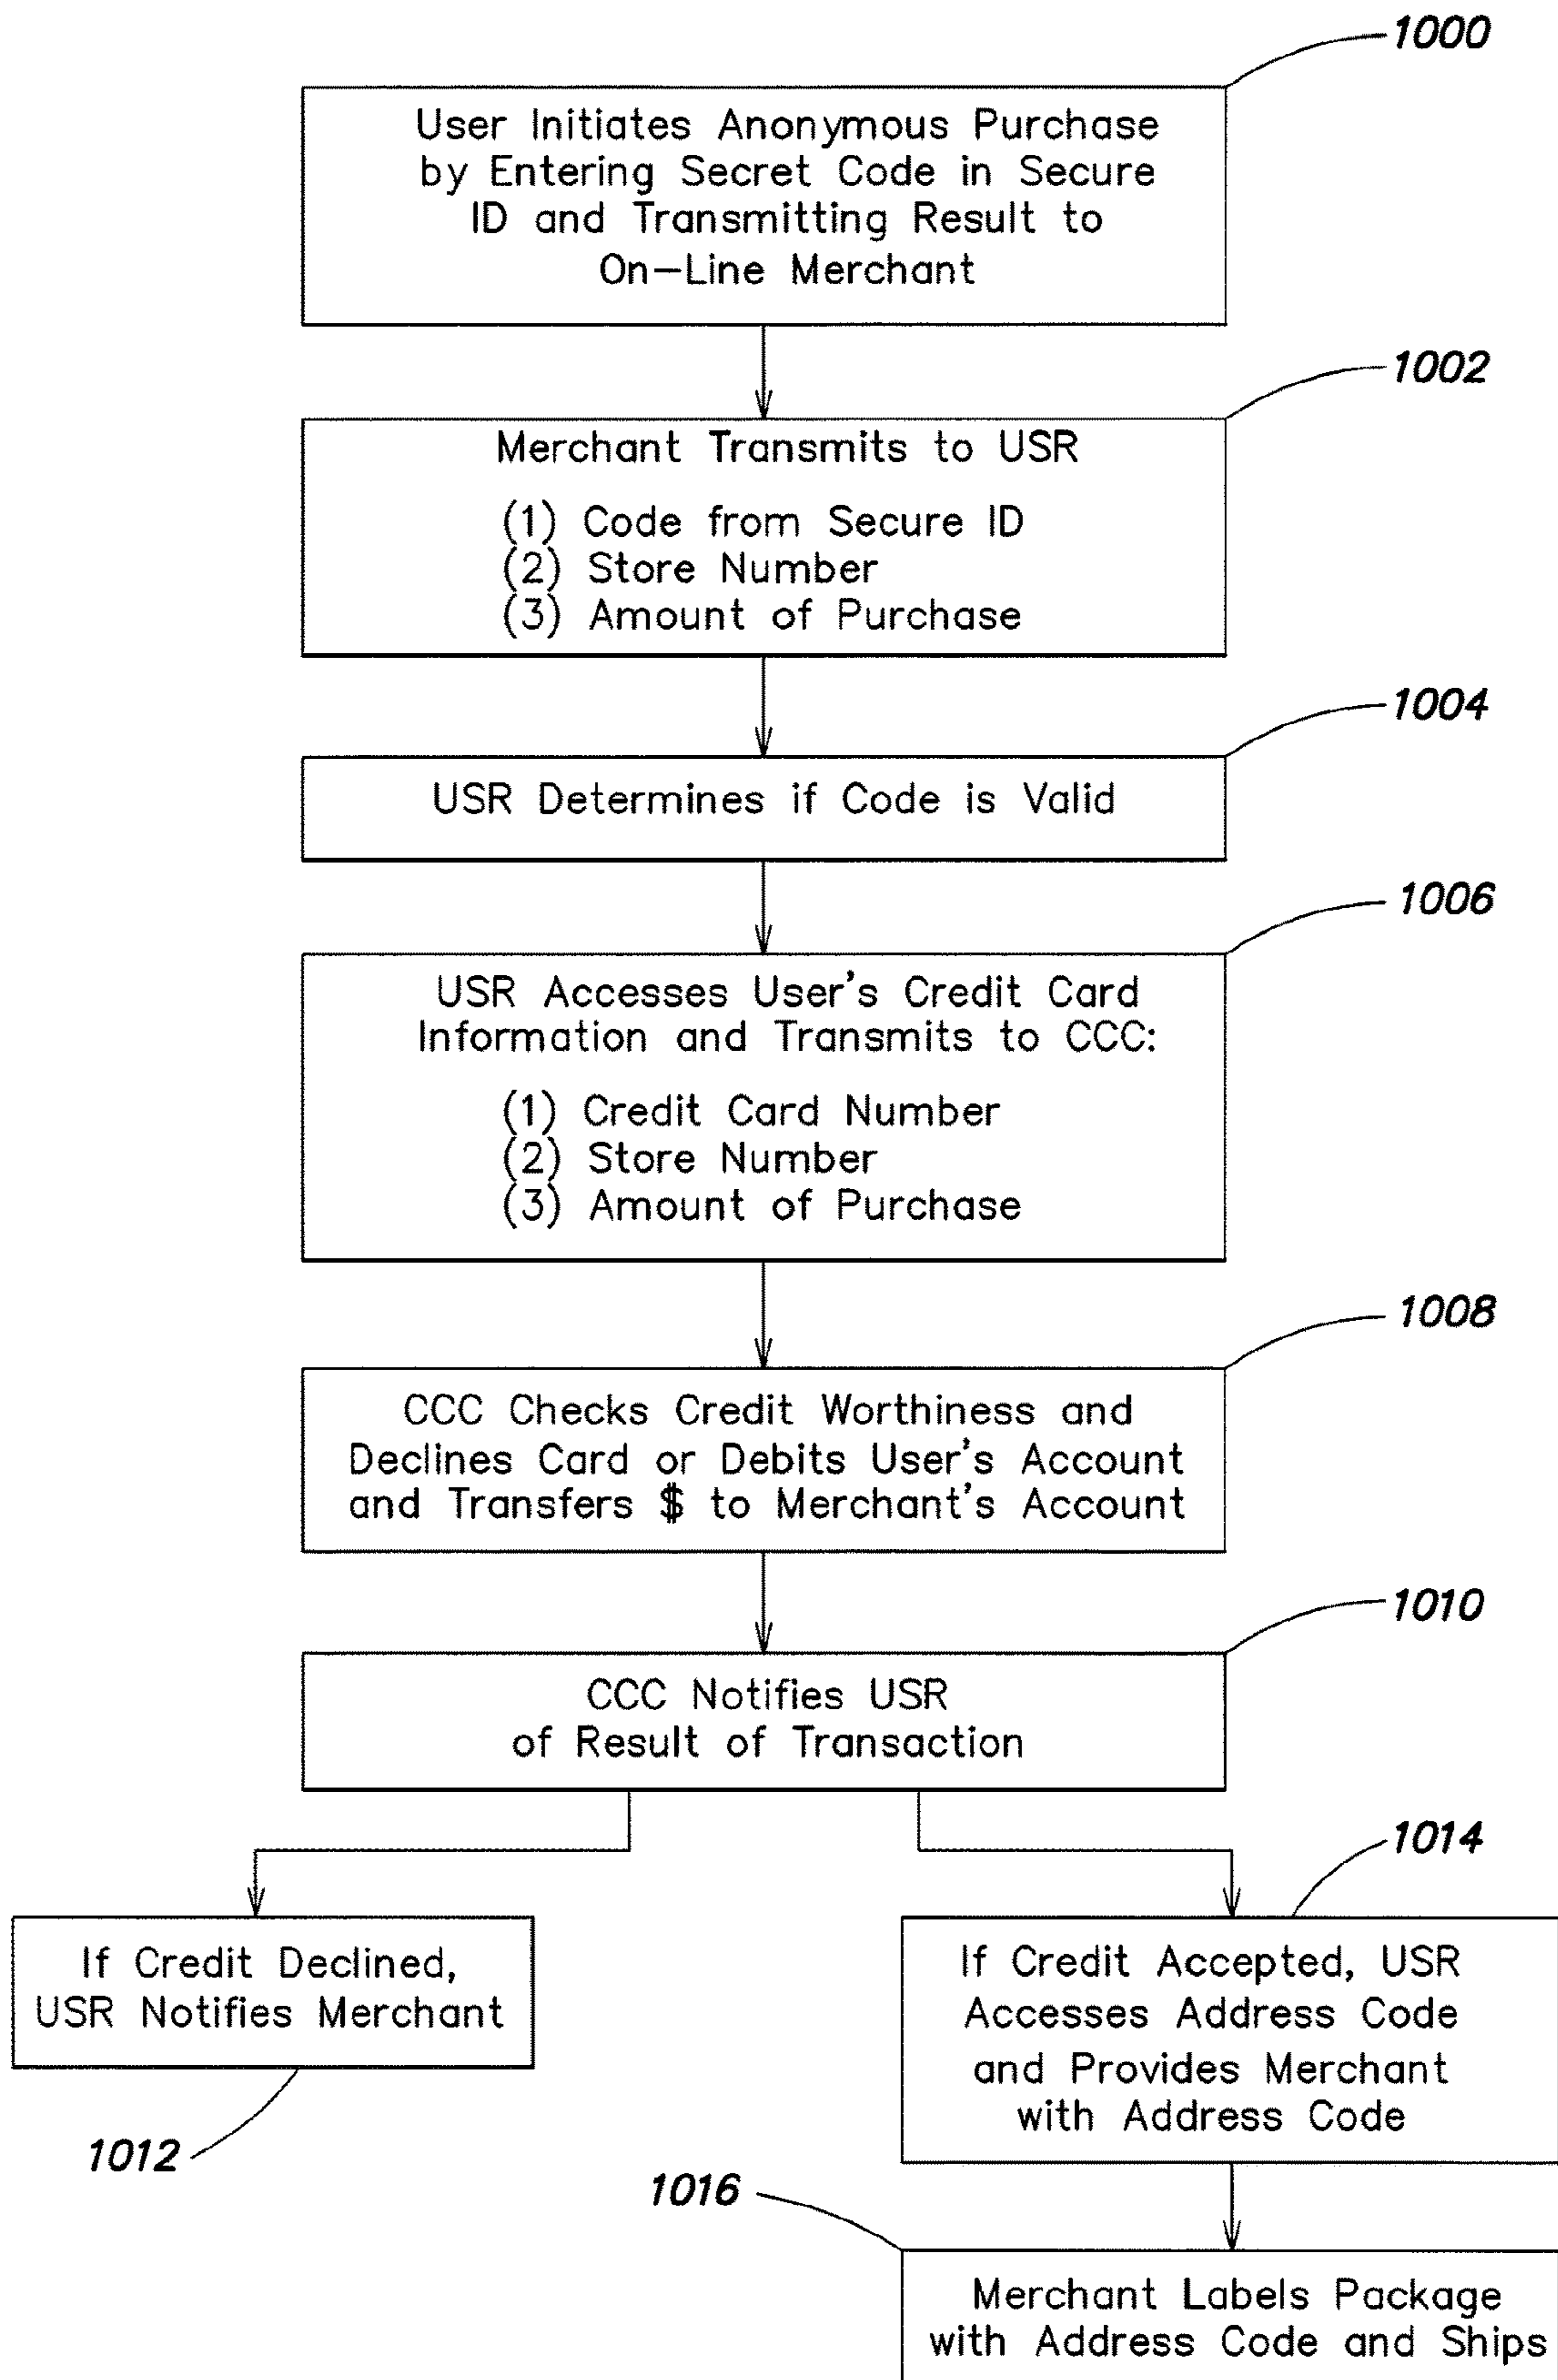 1000
User Initiates Anonymous Purchase
by Entering Secret Code in Secure
ID and Transmitting Result to
On-Line Merchant
1002
Merchant Transmits to USR
(1) Code from Secure ID
(2) Store Number
(3) Amount of Purchase
1004
USR Determines if Code is Valid
1006
USR Accesses User's Credit Card
Information and Transmits to CCC:
(1) Credit Card Number
(2) Store Number
(3) Amount of Purchase
1008
CCC Checks Credit Worthiness and
Declines Card or Debits User's Account
and Transfers $ to Merchant's Account
1010
CCC Notifies USR
of Result of Transaction
If Credit Declined,
USR Notifies Merchant
1012
1014
If Credit Accepted, USR
Accesses Address Code
and Provides Merchant
with Address Code
1016
Merchant Labels Package
with Address Code and Ships